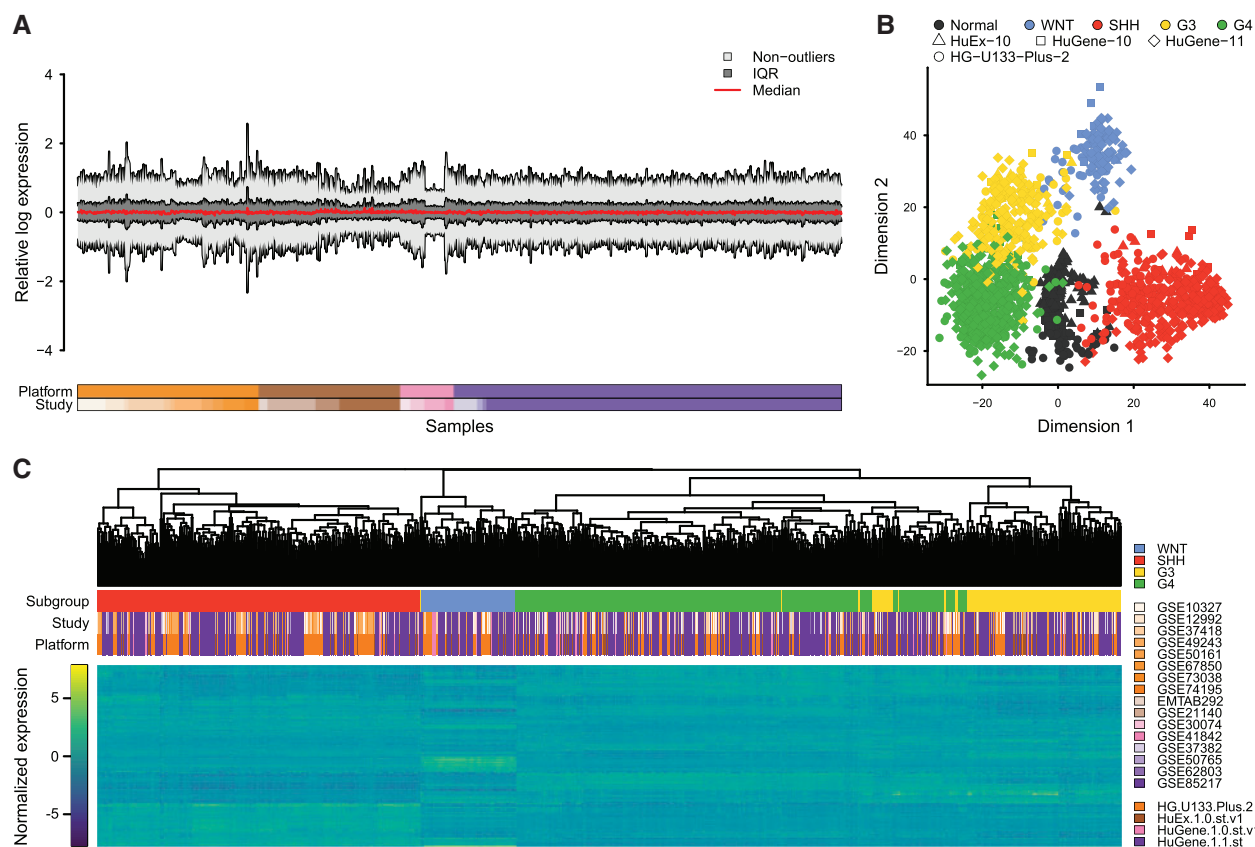 A
Non−outliers
IQR
Median
Relative log expression
4
2
0
−2
−4
Platform
Study
Samples
B
Normal WNT SHH G3 G4
HuEx−10 HuGene−10 HuGene−11
HG−U133−Plus−2
Dimension 2
40
20
0
−20
−20 0 20 40
Dimension 1
C
Subgroup
Study
Platform
Normalized expression
5
0
-5
WNT
SHH
G3
G4
GSE10327
GSE12992
GSE37418
GSE49243
GSE50161
GSE67850
GSE73038
GSE74195
EMTAB292
GSE21140
GSE30074
GSE41842
GSE37382
GSE50765
GSE62803
GSE85217
HG.U133.Plus.2
HuEx.1.0.st.v1
HuGene.1.0.st.v
HuGene.1.1.st